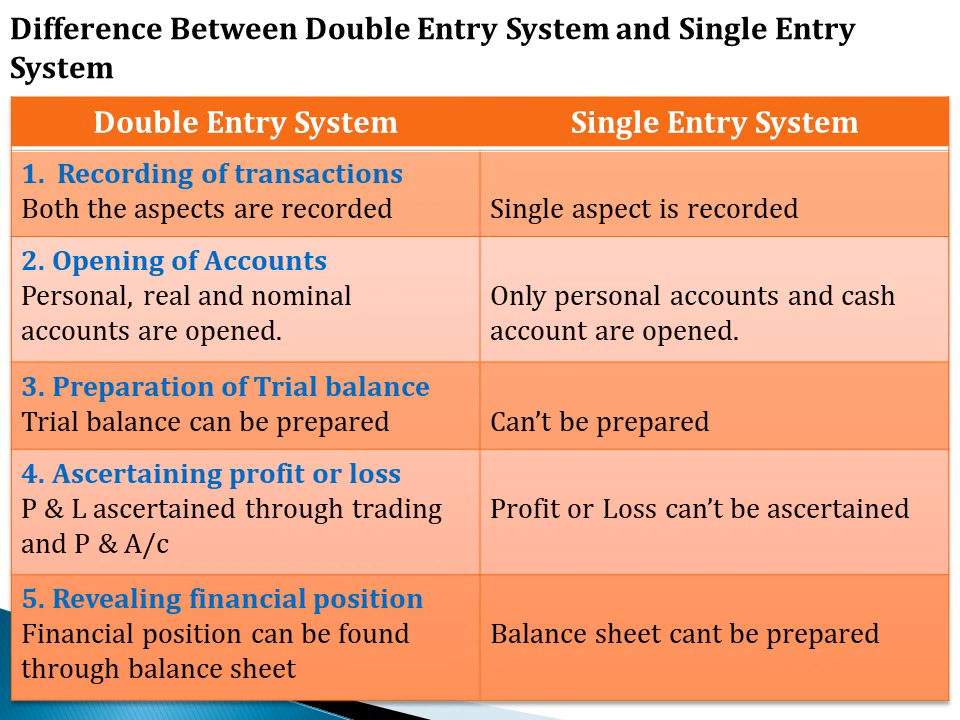 Difference Between Double Entry System and Single Entry
System
Double Entry System
Single Entry System
1. Recording of transactions
Both the aspects are recorded
Single aspect is recorded
2. Opening of Accounts
Personal, real and nominal
accounts are opened.
Only personal accounts and cash
account are opened.
3. Preparation of Trial balance
Trial balance can be prepared
Can’t be prepared
4. Ascertaining profit or loss
P & L ascertained through trading
and P & A/c
Profit or Loss can’t be ascertained
5. Revealing financial position
Financial position can be found
through balance sheet
Balance sheet cant be prepared